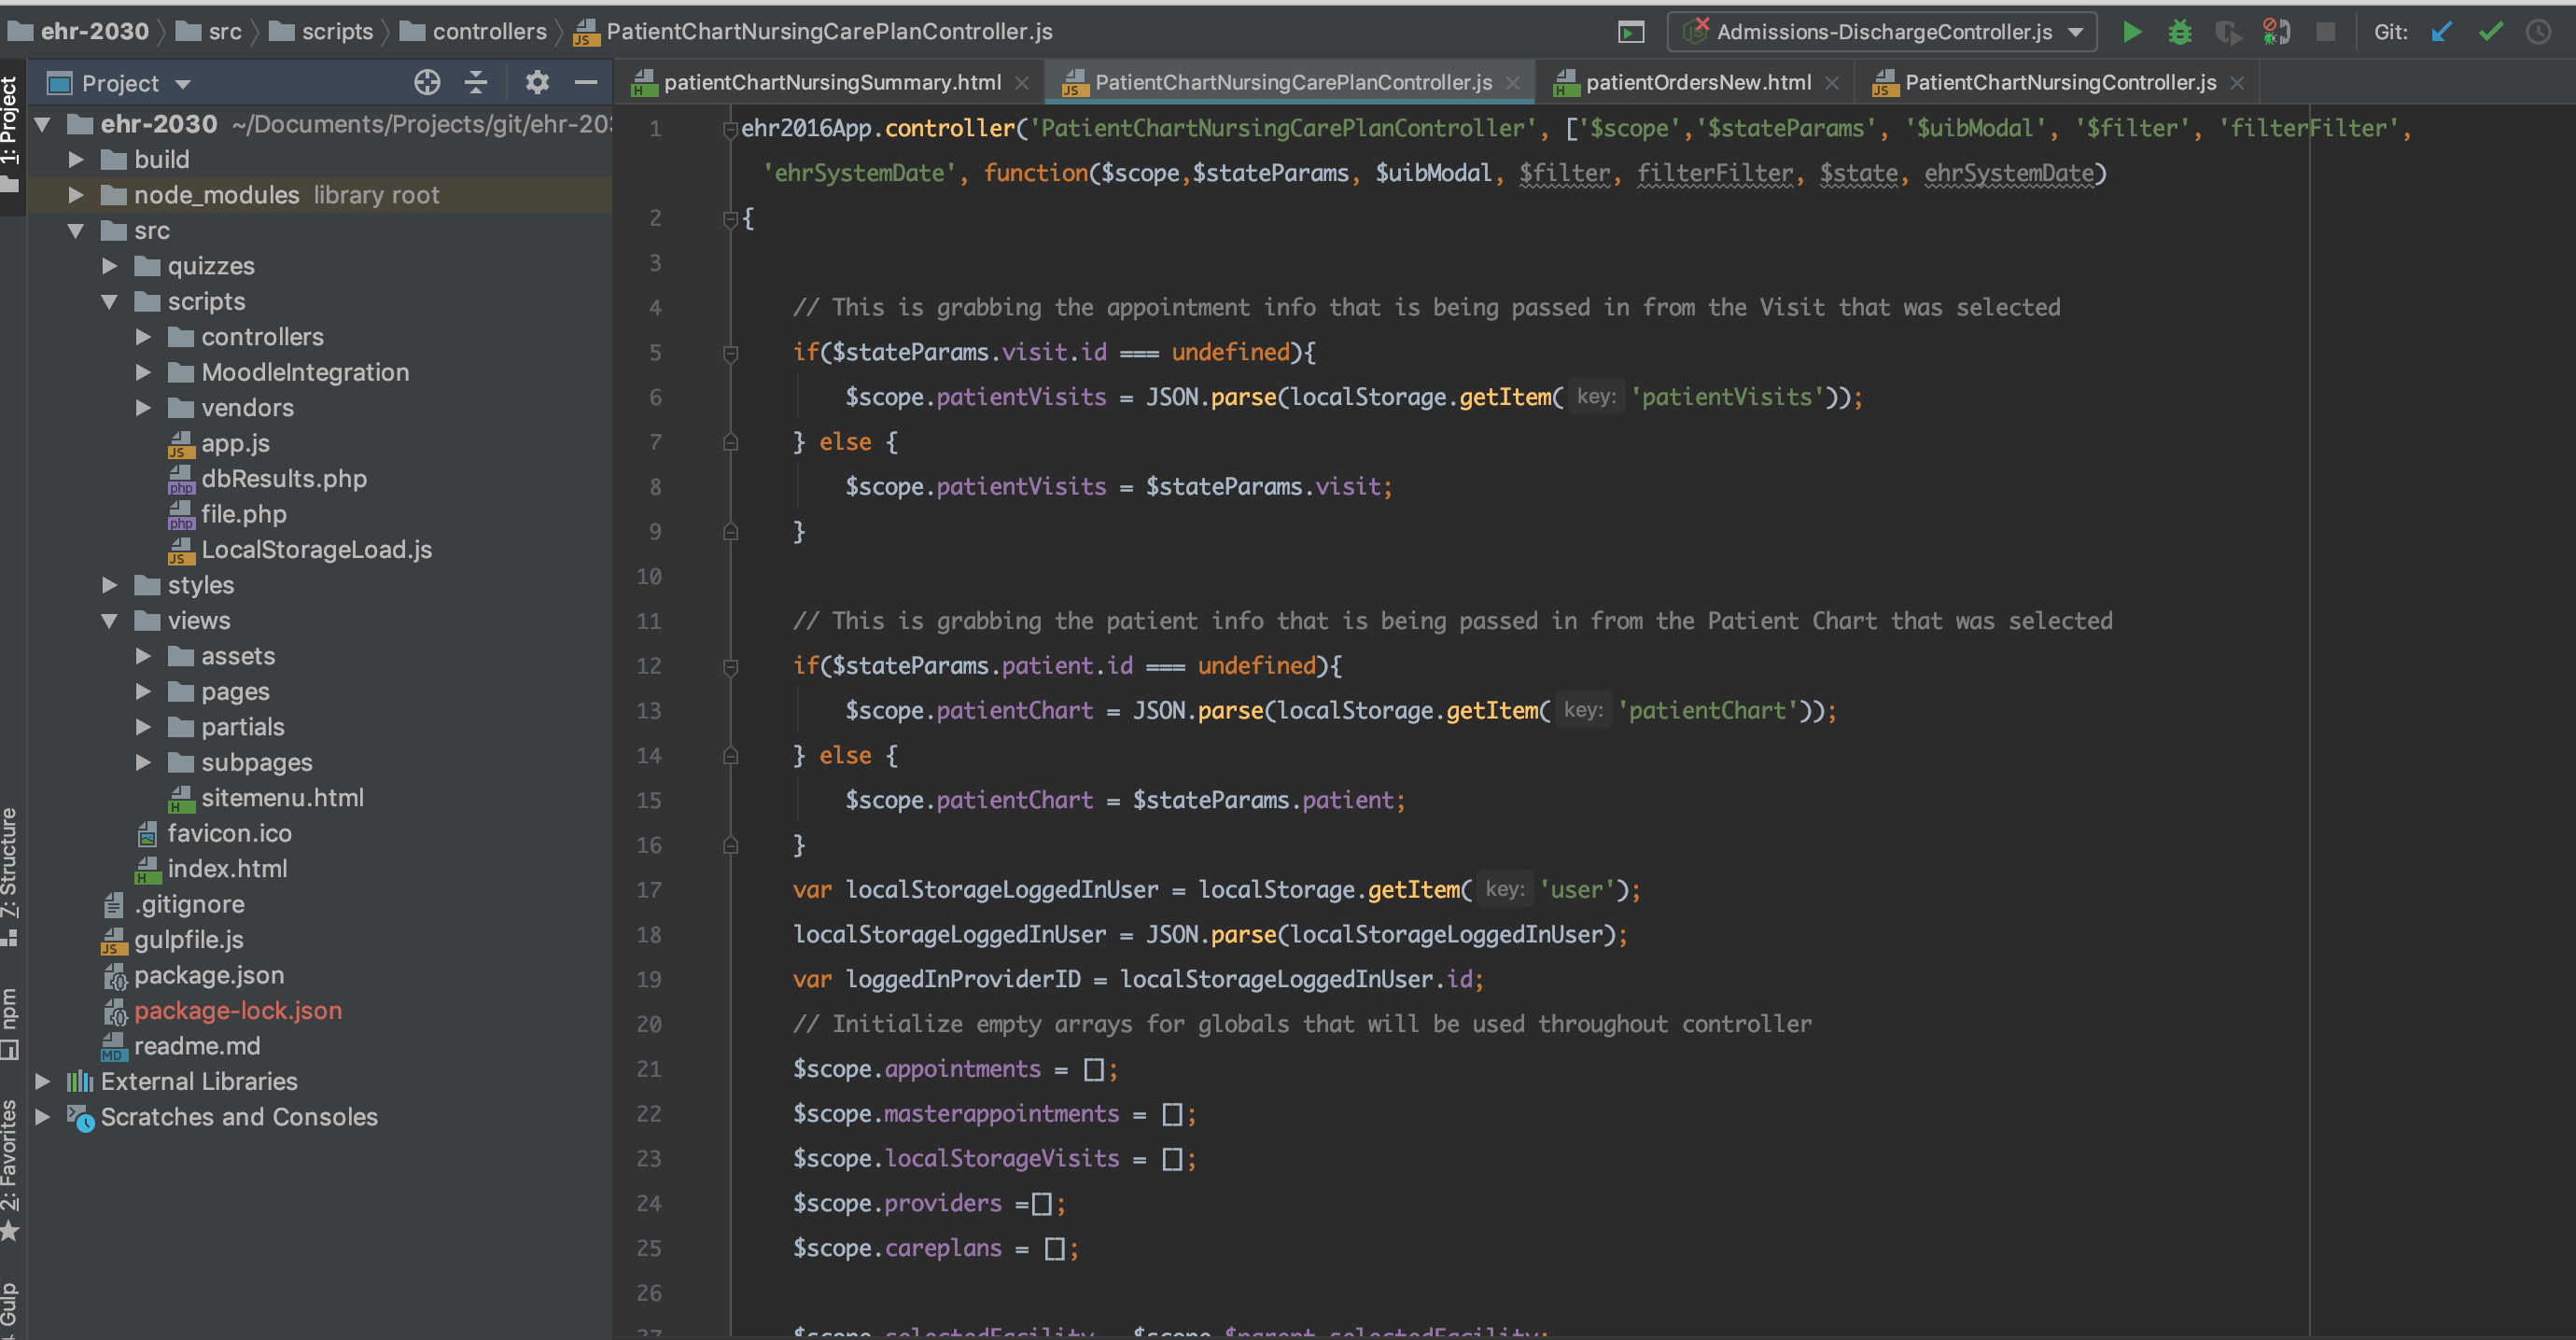 ehr-2030 src scripts controllers PatientChartNursingCarePlanController.js Admissions-DischargeController.js Git:
Project
patientChartNursingSummary.html PatientChartNursingCarePlanController.js patientOrdersNew.html PatientChartNursingController.js
1: Project
7: Structure
npm
2: Favorites
Gulp
ehr-2030 ~/Documents/Projects/git/ehr-20
build
node_modules library root
src
quizzes
scripts
controllers
MoodleIntegration
vendors
app.js
dbResults.php
file.php
LocalStorageLoad.js
styles
views
assets
pages
partials
subpages
sitemenu.html
favicon.ico
index.html
.gitignore
gulpfile.js
package.json
package-lock.json
readme.md
External Libraries
Scratches and Consoles
1 ehr2016App.controller('PatientChartNursingCarePlanController', ['$scope','$stateParams', '$uibModal', '$filter', 'filterFilter',
'ehrSystemDate', function($scope,$stateParams, $uibModal, $filter, filterFilter, $state, ehrSystemDate)
2 {
3
4 // This is grabbing the appointment info that is being passed in from the Visit that was selected
5 if($stateParams.visit.id === undefined){
6 $scope.patientVisits = JSON.parse(localStorage.getItem( key: 'patientVisits'));
7 } else {
8 $scope.patientVisits = $stateParams.visit;
9 }
10
11 // This is grabbing the patient info that is being passed in from the Patient Chart that was selected
12 if($stateParams.patient.id === undefined){
13 $scope.patientChart = JSON.parse(localStorage.getItem( key: 'patientChart'));
14 } else {
15 $scope.patientChart = $stateParams.patient;
16 }
17 var localStorageLoggedInUser = localStorage.getItem( key: 'user');
18 localStorageLoggedInUser = JSON.parse(localStorageLoggedInUser);
19 var loggedInProviderID = localStorageLoggedInUser.id;
20 // Initialize empty arrays for globals that will be used throughout controller
21 $scope.appointments = [];
22 $scope.masterappointments = [];
23 $scope.localStorageVisits = [];
24 $scope.providers =[];
25 $scope.careplans = [];
26
27 $scope.selectedFacility = $scope.$parent.selectedFacility;